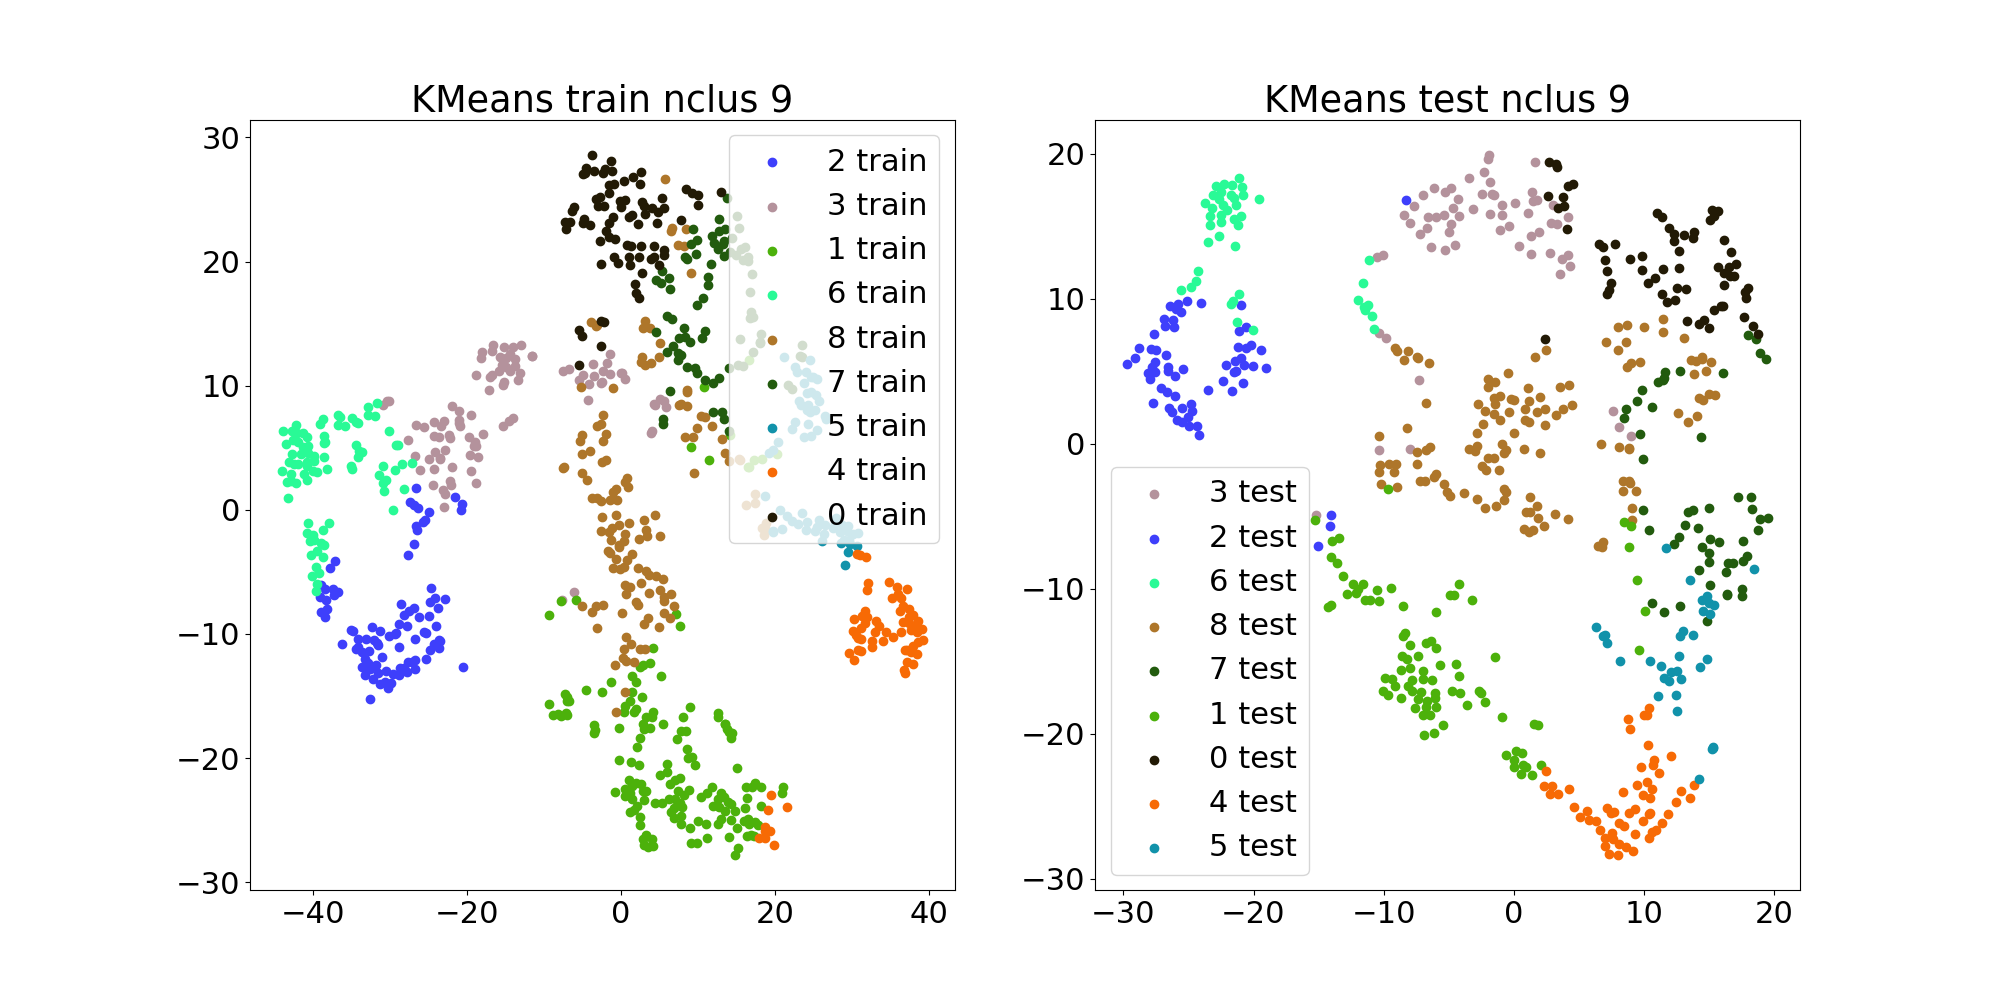 KMeans train nclus 9
30
20
10
0
−10
−20
−30
−40
−20
0
20
40
2 train
3 train
1 train
6 train
8 train
7 train
5 train
4 train
0 train
KMeans test nclus 9
20
10
0
−10
−20
−30
−30
−20
−10
0
10
20
3 test
2 test
6 test
8 test
7 test
1 test
0 test
4 test
5 test